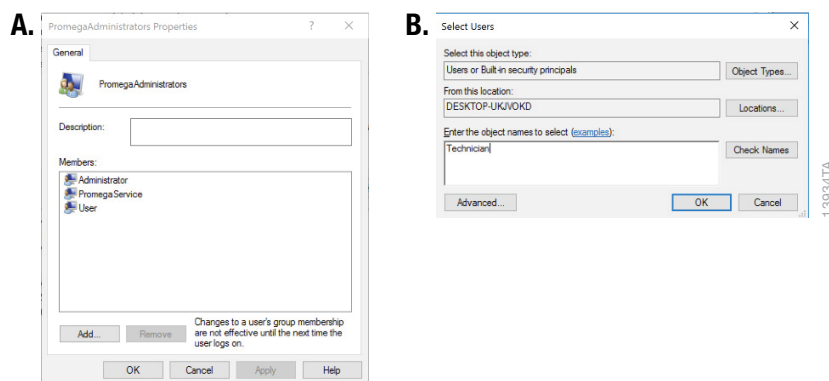 A.
PromegaAdministrators Properties
?
General
PromegaAdministrators
Description:
Members:
Administrator
PromegaService
User
Add...
Remove
Changes to a user's group membership
are not effective until the next time the
user logs on.
OK
Cancel
Apply
Help
B.
Select Users
Select this object type:
Users or Built-in security principals
Object Types...
From this location:
DESKTOP-UKJVOKD
Locations...
Enter the object names to select (examples):
Technician
Check Names
Advanced...
OK
Cancel
13934TA